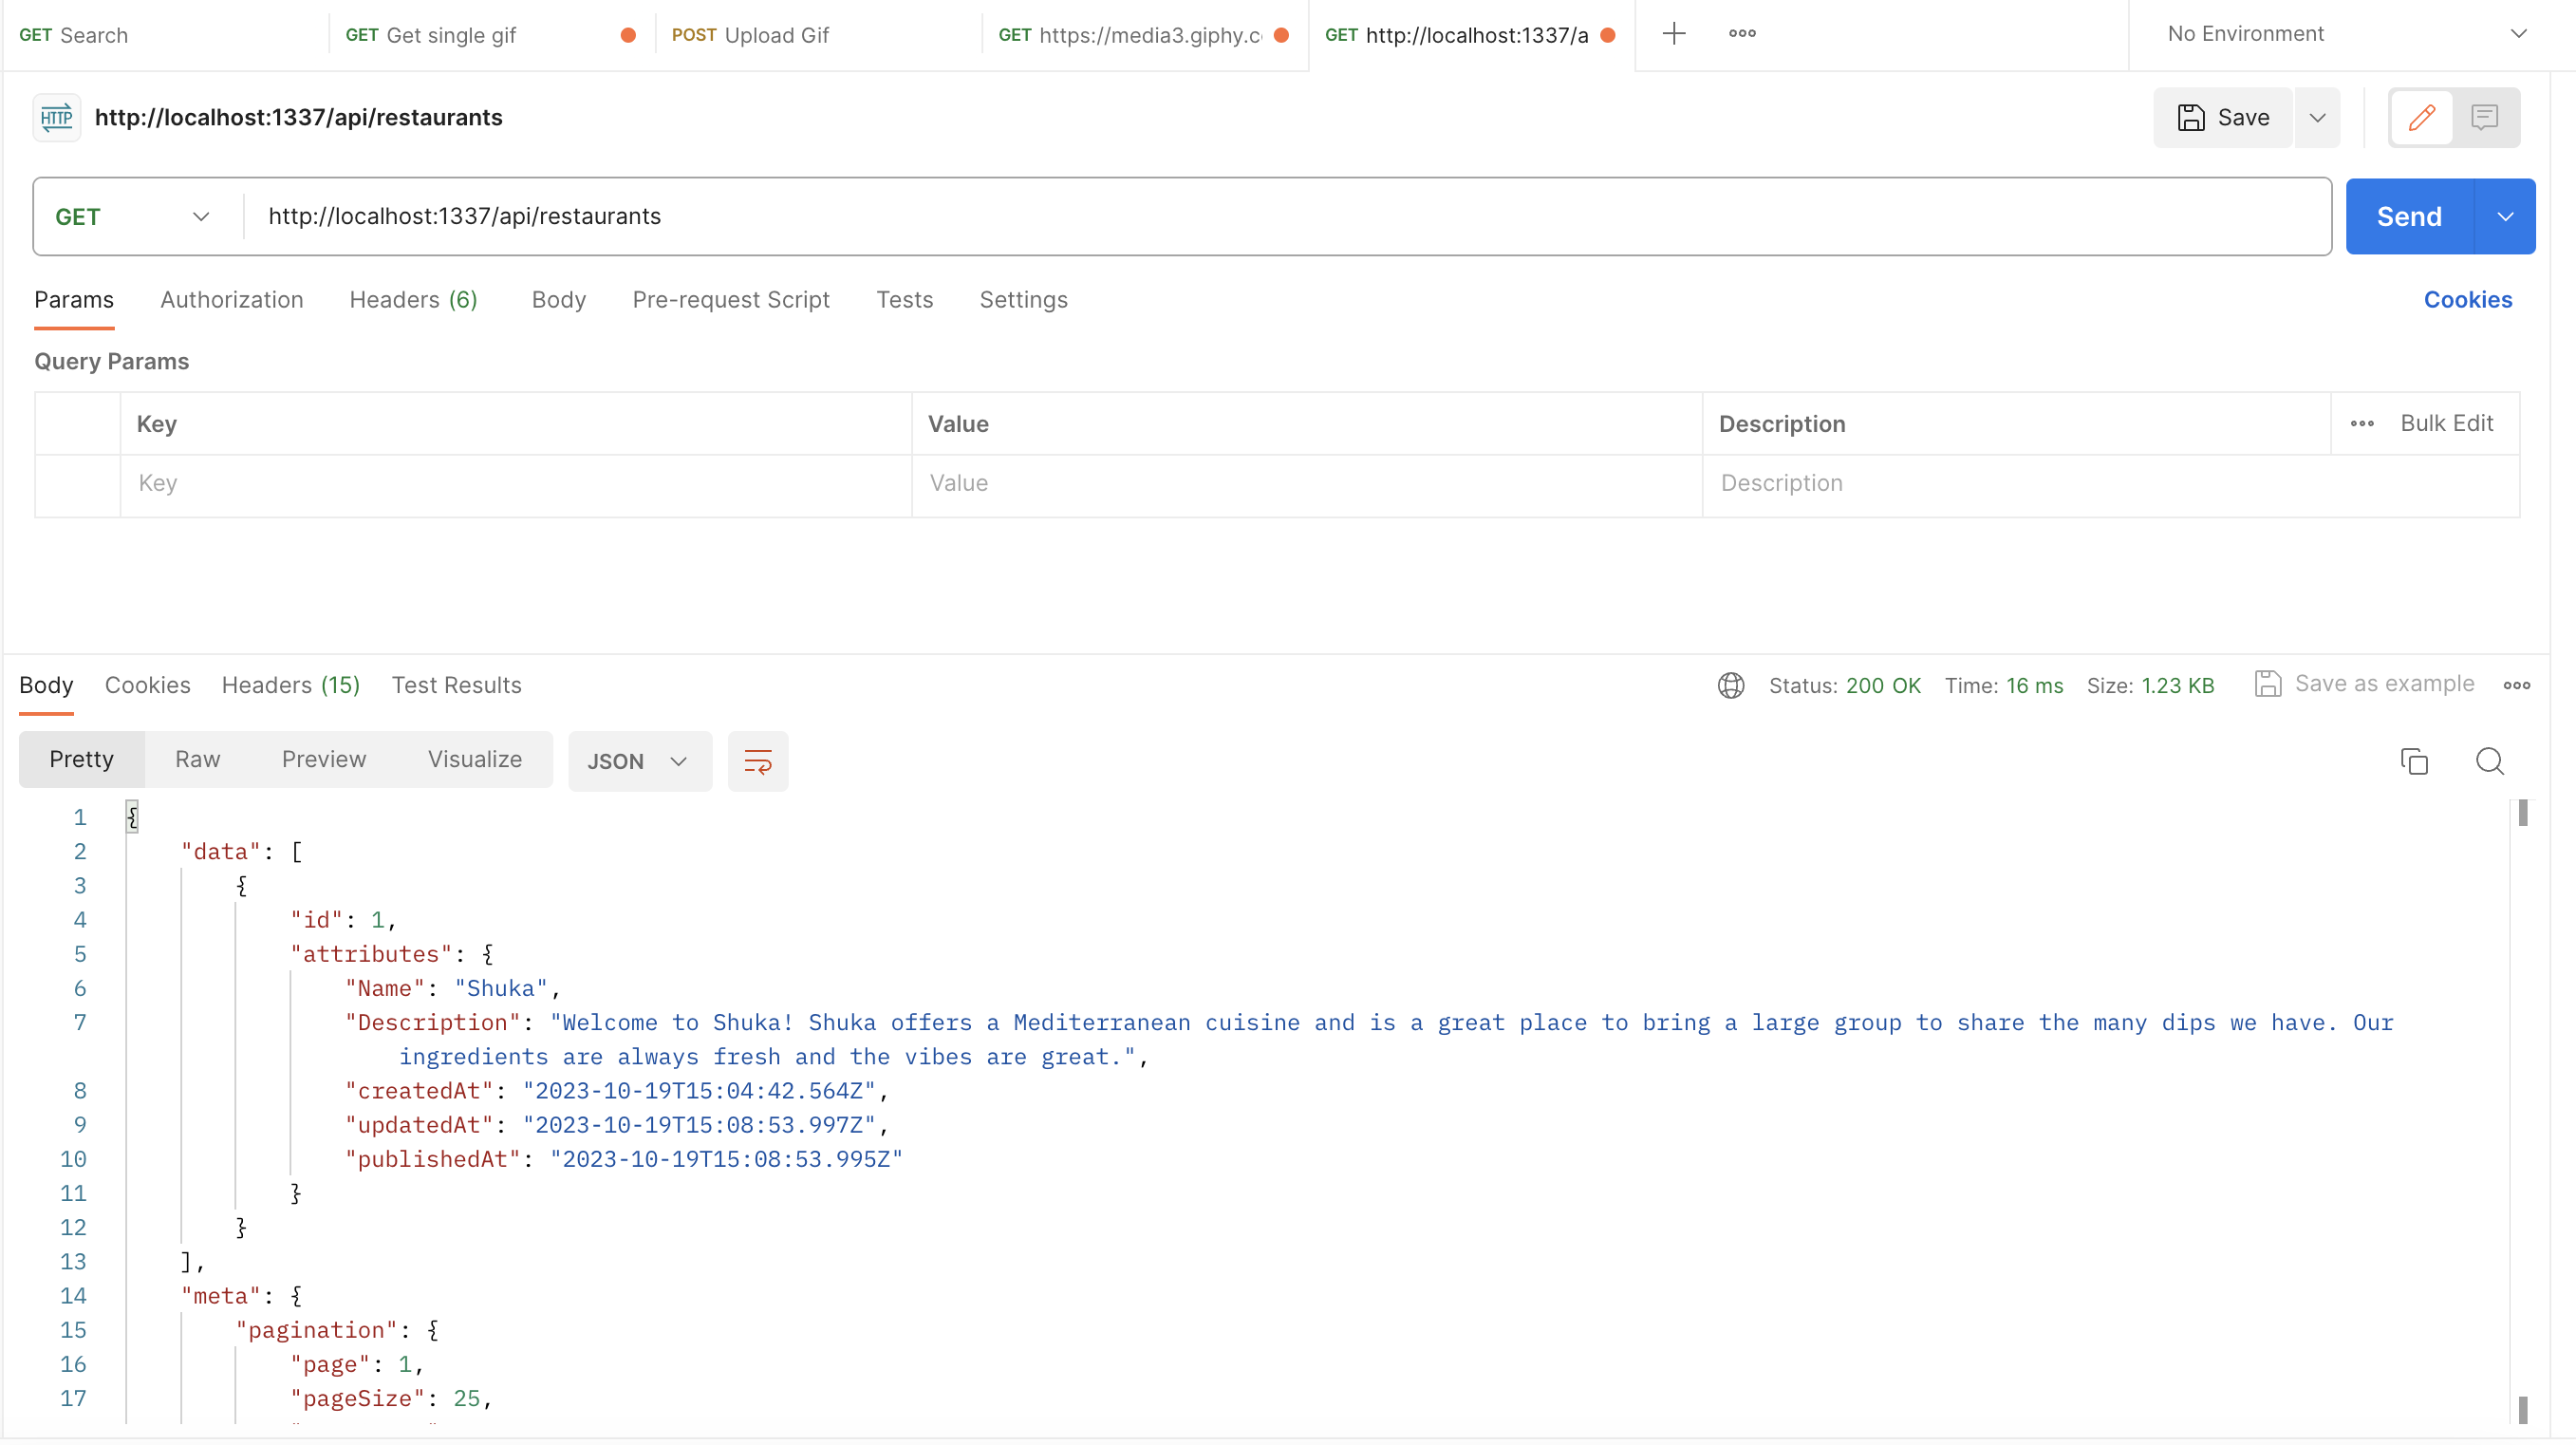 GET Search
GET Get single gif
POST Upload Gif
GET https://media3.giphy.c
GET http://localhost:1337/a
No Environment
HTTP http://localhost:1337/api/restaurants
Save
GET http://localhost:1337/api/restaurants
Send
Params Authorization Headers (6) Body Pre-request Script Tests Settings Cookies
Query Params
Key Value Description Bulk Edit
Key Value Description
Body Cookies Headers (15) Test Results Status: 200 OK Time: 16 ms Size: 1.23 KB Save as example
Pretty Raw Preview Visualize JSON
1 {
2 "data": [
3 {
4 "id": 1,
5 "attributes": {
6 "Name": "Shuka",
7 "Description": "Welcome to Shuka! Shuka offers a Mediterranean cuisine and is a great place to bring a large group to share the many dips we have. Our
ingredients are always fresh and the vibes are great.",
8 "createdAt": "2023-10-19T15:04:42.564Z",
9 "updatedAt": "2023-10-19T15:08:53.997Z",
10 "publishedAt": "2023-10-19T15:08:53.995Z"
11 }
12 }
13 ],
14 "meta": {
15 "pagination": {
16 "page": 1,
17 "pageSize": 25,